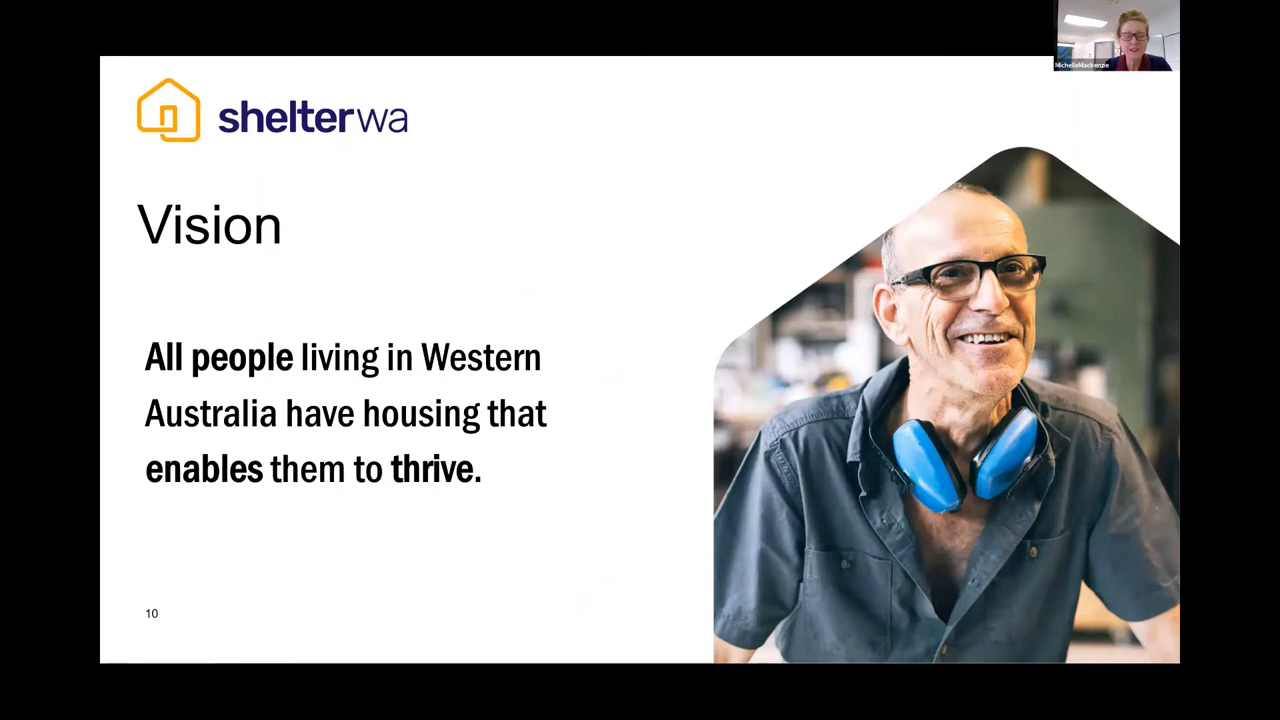 MichelleMackenzie
shelterwa
Vision
All people living in Western
Australia have housing that
enables them to thrive.
10